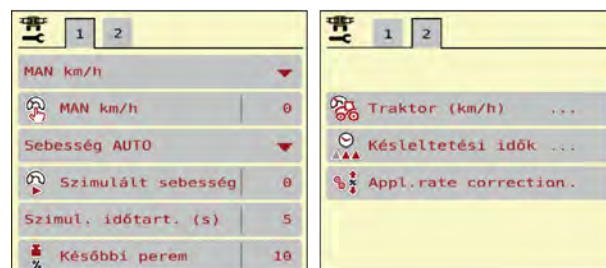 1 2
MAN km/h
MAN km/h 0
Sebesség AUTO
Szimulált sebesség 0
Szimul. időtart. (s) 5
% Későbbi perem 10
1 2
Traktor (km/h) ...
Késleltetési idők ...
Appl.rate correction.